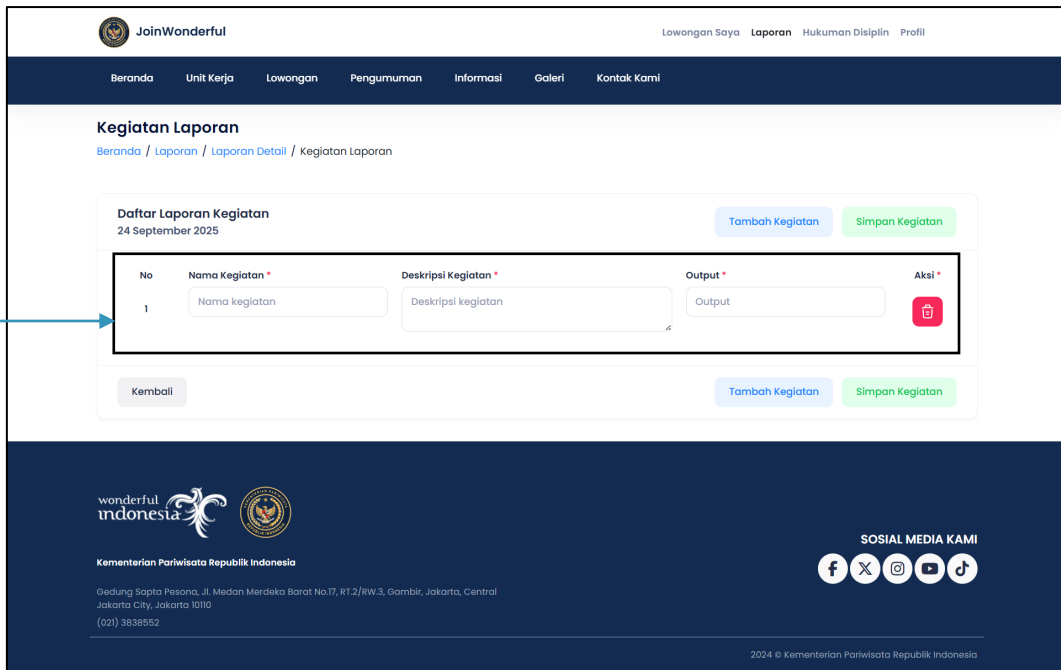 JoinWonderful
Lowongan Saya Laporan Hukuman Disiplin Profil
Beranda Unit Kerja Lowongan Pengumuman Informasi Galeri Kontak Kami
Kegiatan Laporan
Beranda / Laporan / Laporan Detail / Kegiatan Laporan
Daftar Laporan Kegiatan
24 September 2025
Tambah Kegiatan Simpan Kegiatan
No Nama Kegiatan * Deskripsi Kegiatan * Output * Aksi *
1 Nama kegiatan Deskripsi kegiatan Output
Kembali Tambah Kegiatan Simpan Kegiatan
wonderful
indonesia
Kementerian Pariwisata Republik Indonesia
Gedung Sapta Pesona, Jl. Medan Merdeka Barat No.17, RT.2/RW.3, Gambir, Jakarta, Central
Jakarta City, Jakarta 10110
(021) 3838552
SOSIAL MEDIA KAMI
2024 © Kementerian Pariwisata Republik Indonesia